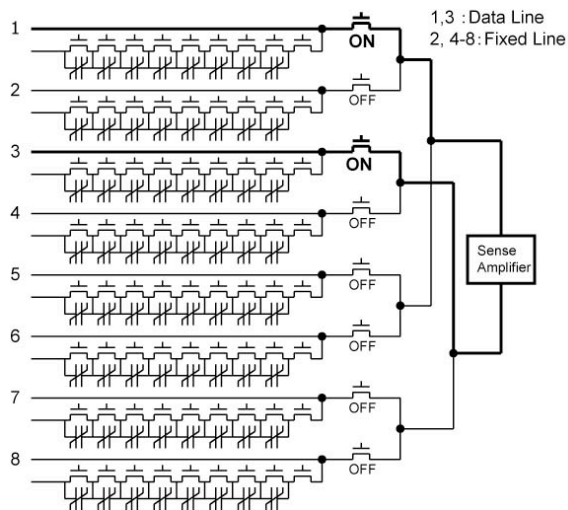 1
ON
1,3 : Data Line
2, 4-8: Fixed Line
2
OFF
3
ON
4
OFF
Sense
Amplifier
5
OFF
6
OFF
7
OFF
8
OFF